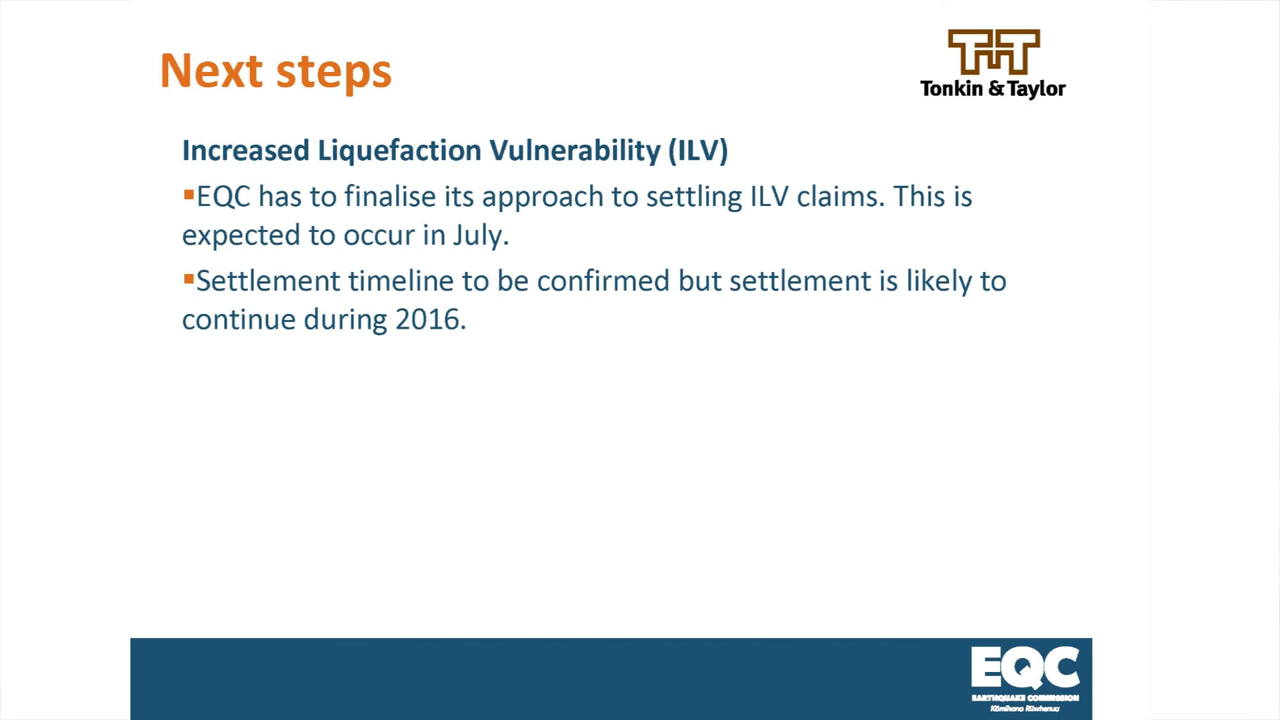 Next steps
Tonkin & Taylor
Increased Liquefaction Vulnerability (ILV)
▪EQC has to finalise its approach to settling ILV claims. This is
expected to occur in July.
▪Settlement timeline to be confirmed but settlement is likely to
continue during 2016.
EQC
EARTHQUAKE COMMISSION
Kōmihana Rūwhenua